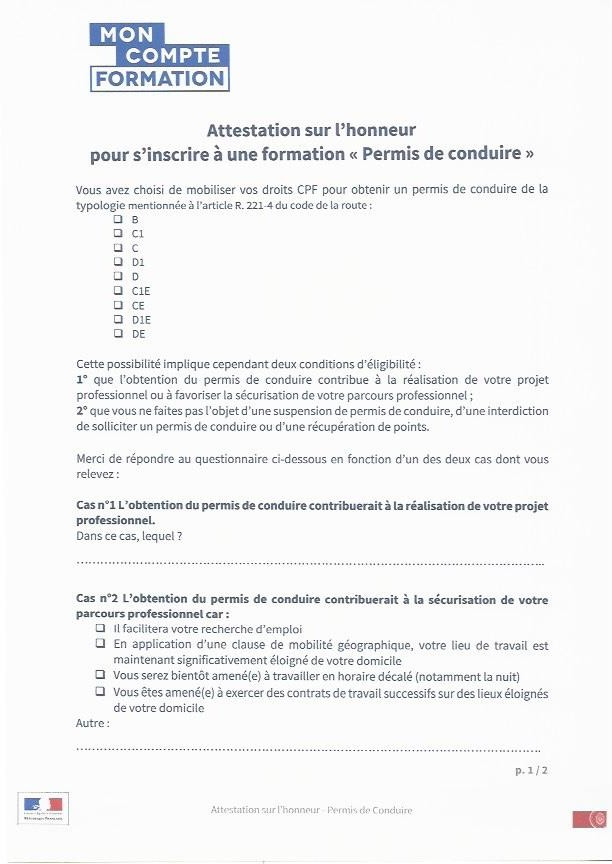 MON
COMPTE
FORMATION
Attestation sur l'honneur
pour s'inscrire à une formation « Permis de conduire »
Vous avez choisi de mobiliser vos droits CPF pour obtenir un permis de conduire de la
typologie mentionnée à l'article R. 221-4 du code de la route :
❑ B
❑ C1
❑ C
❑ D1
❑ D
❑ C1E
❑ CE
❑ D1E
❑ DE
Cette possibilité implique cependant deux conditions d'éligibilité :
1° que l'obtention du permis de conduire contribue à la réalisation de votre projet
professionnel ou à favoriser la sécurisation de votre parcours professionnel ;
2° que vous ne faites pas l'objet d'une suspension de permis de conduire, d'une interdiction
de solliciter un permis de conduire ou d'une récupération de points.
Merci de répondre au questionnaire ci-dessous en fonction d'un des deux cas dont vous
relevez :
Cas n°1 L'obtention du permis de conduire contribuerait à la réalisation de votre projet
professionnel.
Dans ce cas, lequel ?
Cas n°2 L'obtention du permis de conduire contribuerait à la sécurisation de votre
parcours professionnel car :
❑ Il facilitera votre recherche d'emploi
❑ En application d'une clause de mobilité géographique, votre lieu de travail est
maintenant significativement éloigné de votre domicile
❑ Vous serez bientôt amené(e) à travailler en horaire décalé (notamment la nuit)
❑ Vous êtes amené(e) à exercer des contrats de travail successifs sur des lieux éloignés
de votre domicile
Autre :
p. 1 / 2
Attestation sur l'honneur - Permis de Conduire
RÉPUBLIQUE FRANÇAISE